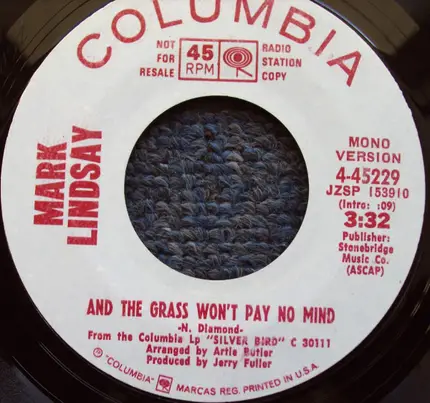 COLUMBIA
NOT
FOR
RESALE
45
RPM
RADIO
STATION
COPY
MARK
LINDSAY
MONO
VERSION
4-45229
JZSP 153910
(Intro: :09)
3:32
Publisher:
Stonebridge
Music Co.
(ASCAP)
AND THE GRASS WON'T PAY NO MIND
-N. Diamond-
From the Columbia Lp "SILVER BIRD" C 30111
Arranged by Artie Butler
Produced by Jerry Fuller
Ⓟ "COLUMBIA" MARCAS REG. PRINTED IN U.S.A.